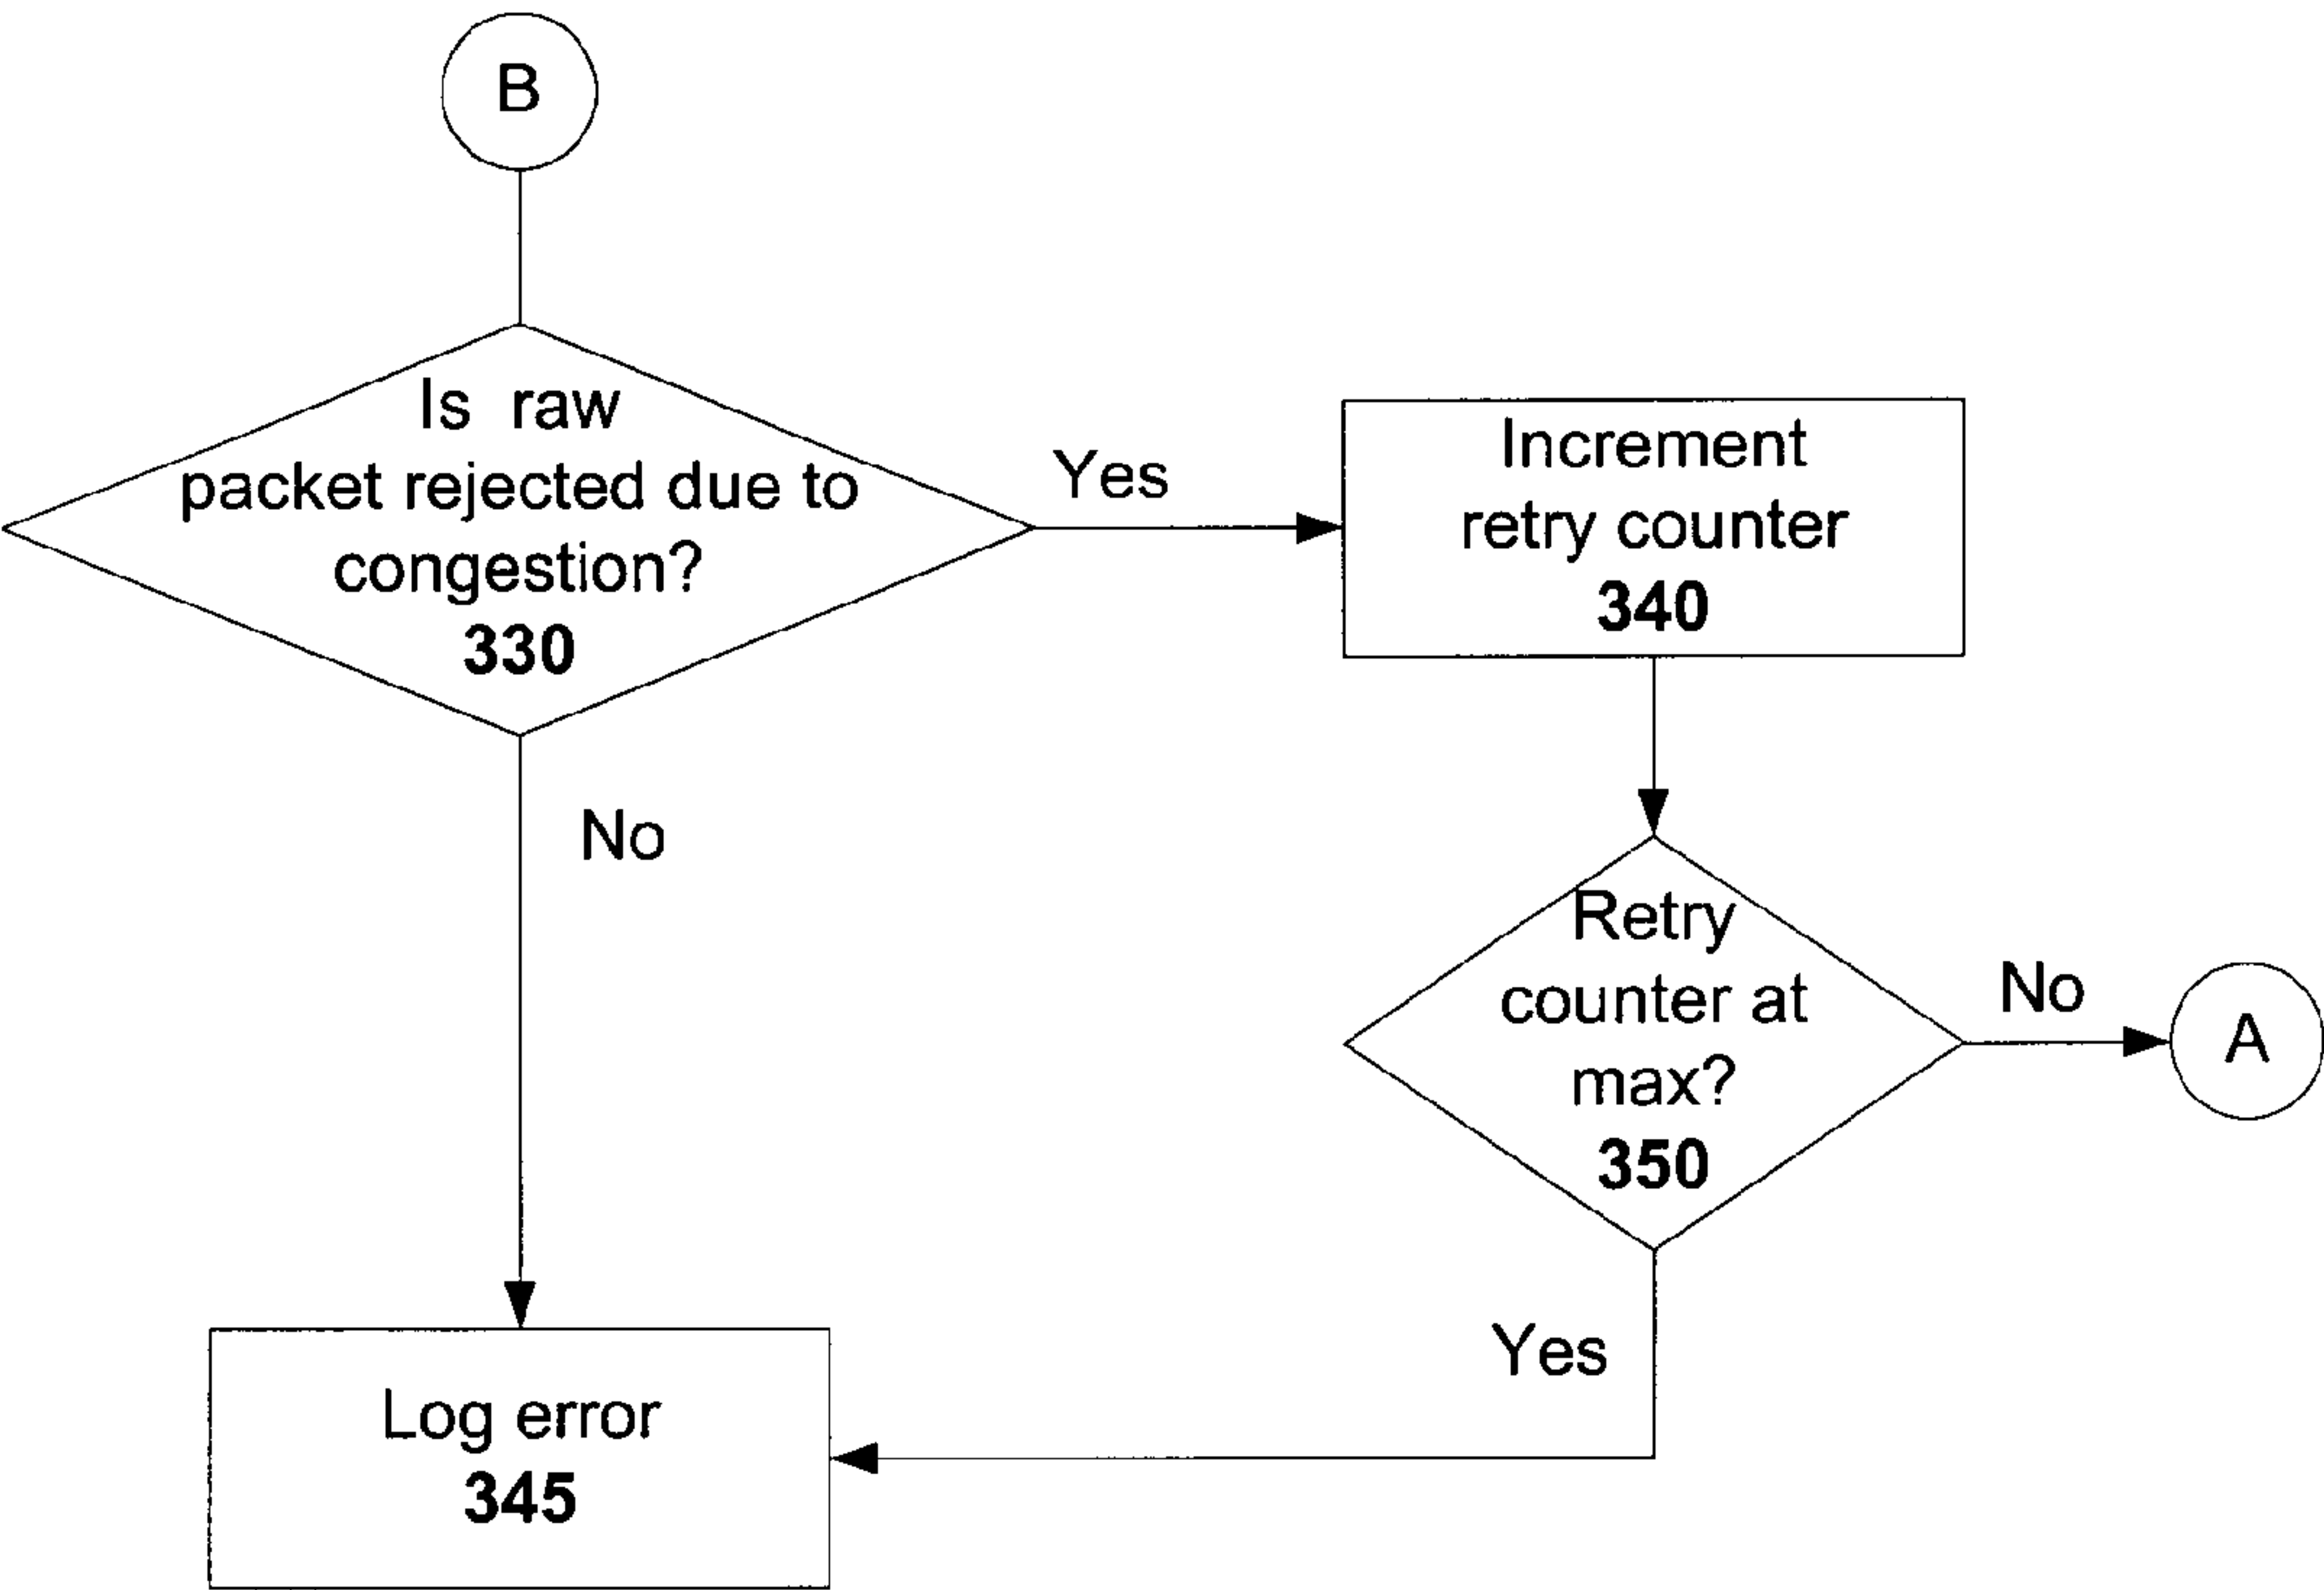 B
Is raw
packet rejected due to
congestion?
330
Yes
Increment
retry counter
340
No
Retry
counter at
max?
350
No
A
Yes
Log error
345